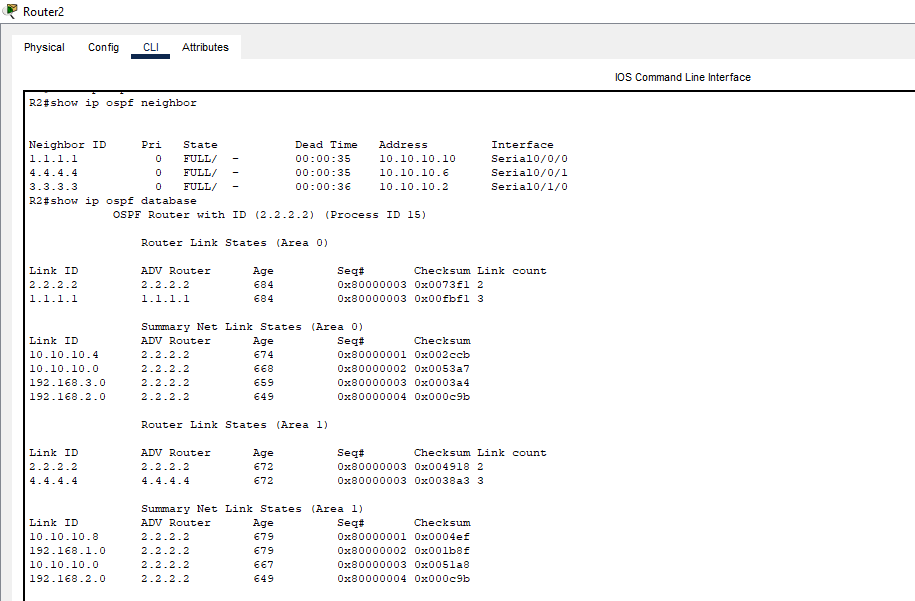 Router2
Physical Config CLI Attributes
IOS Command Line Interface
R2#show ip ospf neighbor
Neighbor ID Pri State Dead Time Address Interface
1.1.1.1 0 FULL/ - 00:00:35 10.10.10.10 Serial0/0/0
4.4.4.4 0 FULL/ - 00:00:35 10.10.10.6 Serial0/0/1
3.3.3.3 0 FULL/ - 00:00:36 10.10.10.2 Serial0/1/0
R2#show ip ospf database
OSPF Router with ID (2.2.2.2) (Process ID 15)
Router Link States (Area 0)
Link ID ADV Router Age Seq# Checksum Link count
2.2.2.2 2.2.2.2 684 0x80000003 0x0073f1 2
1.1.1.1 1.1.1.1 684 0x80000003 0x00fbf1 3
Summary Net Link States (Area 0)
Link ID ADV Router Age Seq# Checksum
10.10.10.4 2.2.2.2 674 0x80000001 0x002ccb
10.10.10.0 2.2.2.2 668 0x80000002 0x0053a7
192.168.3.0 2.2.2.2 659 0x80000003 0x0003a4
192.168.2.0 2.2.2.2 649 0x80000004 0x000c9b
Router Link States (Area 1)
Link ID ADV Router Age Seq# Checksum Link count
2.2.2.2 2.2.2.2 672 0x80000003 0x004918 2
4.4.4.4 4.4.4.4 672 0x80000003 0x0038a3 3
Summary Net Link States (Area 1)
Link ID ADV Router Age Seq# Checksum
10.10.10.8 2.2.2.2 679 0x80000001 0x0004ef
192.168.1.0 2.2.2.2 679 0x80000002 0x001b8f
10.10.10.0 2.2.2.2 667 0x80000003 0x0051a8
192.168.2.0 2.2.2.2 649 0x80000004 0x000c9b